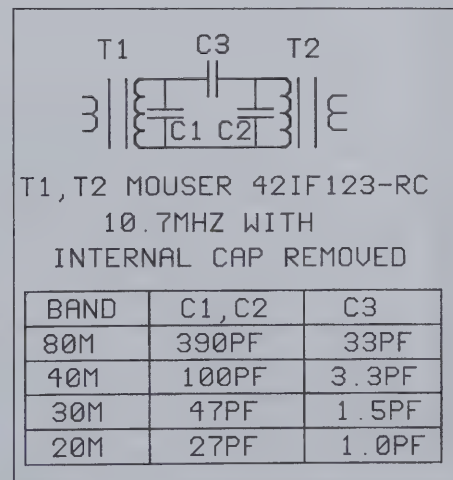 T1 C3 T2
C1 C2
T1,T2 MOUSER 42IF123-RC
10.7MHZ WITH
INTERNAL CAP REMOVED
BAND C1,C2 C3
80M 390PF 33PF
40M 100PF 3.3PF
30M 47PF 1.5PF
20M 27PF 1.0PF